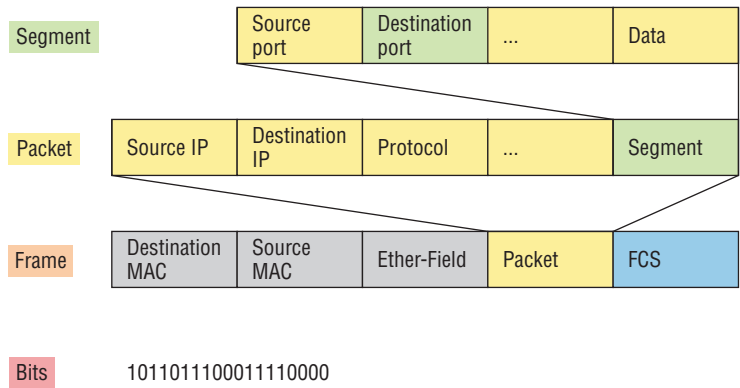 Segment
Source port
Destination port
...
Data
Packet
Source IP
Destination IP
Protocol
...
Segment
Frame
Destination MAC
Source MAC
Ether-Field
Packet
FCS
Bits
1011011100011110000